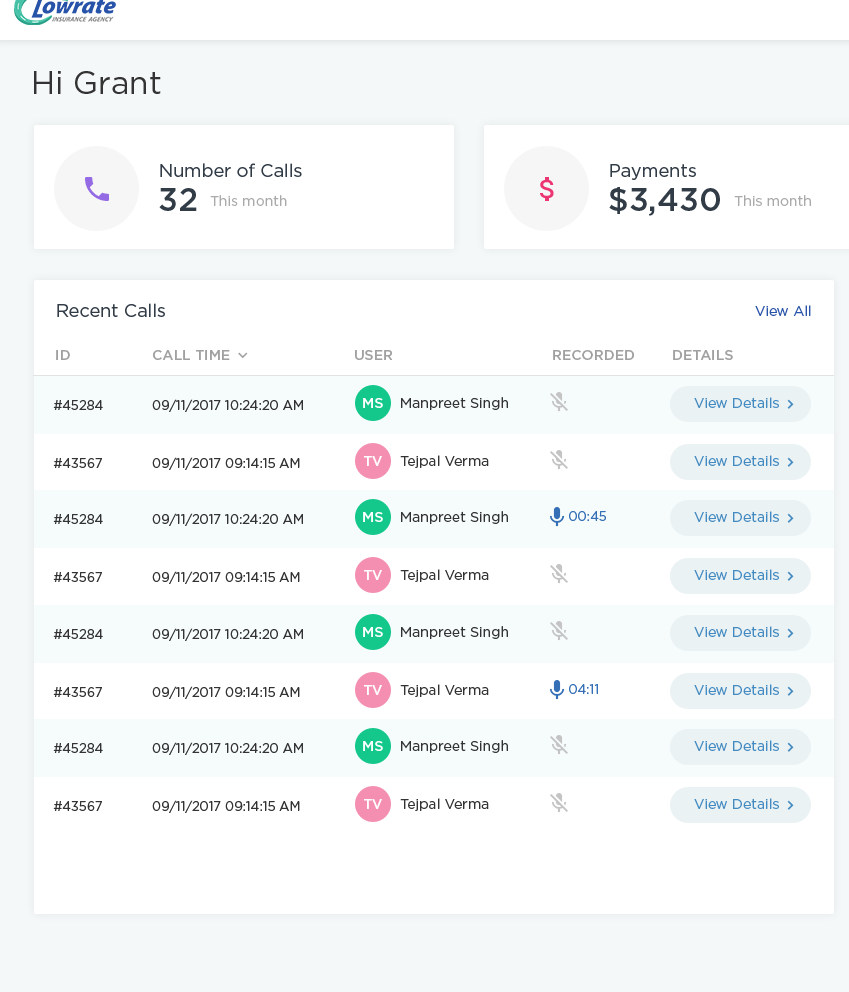 Lowrate
INSURANCE AGENCY
Hi Grant
Number of Calls
32 This month
$
Payments
$3,430 This month
Recent Calls View All
ID CALL TIME USER RECORDED DETAILS
#45284 09/11/2017 10:24:20 AM MS Manpreet Singh View Details
#43567 09/11/2017 09:14:15 AM TV Tejpal Verma View Details
#45284 09/11/2017 10:24:20 AM MS Manpreet Singh 00:45 View Details
#43567 09/11/2017 09:14:15 AM TV Tejpal Verma View Details
#45284 09/11/2017 10:24:20 AM MS Manpreet Singh View Details
#43567 09/11/2017 09:14:15 AM TV Tejpal Verma 04:11 View Details
#45284 09/11/2017 10:24:20 AM MS Manpreet Singh View Details
#43567 09/11/2017 09:14:15 AM TV Tejpal Verma View Details